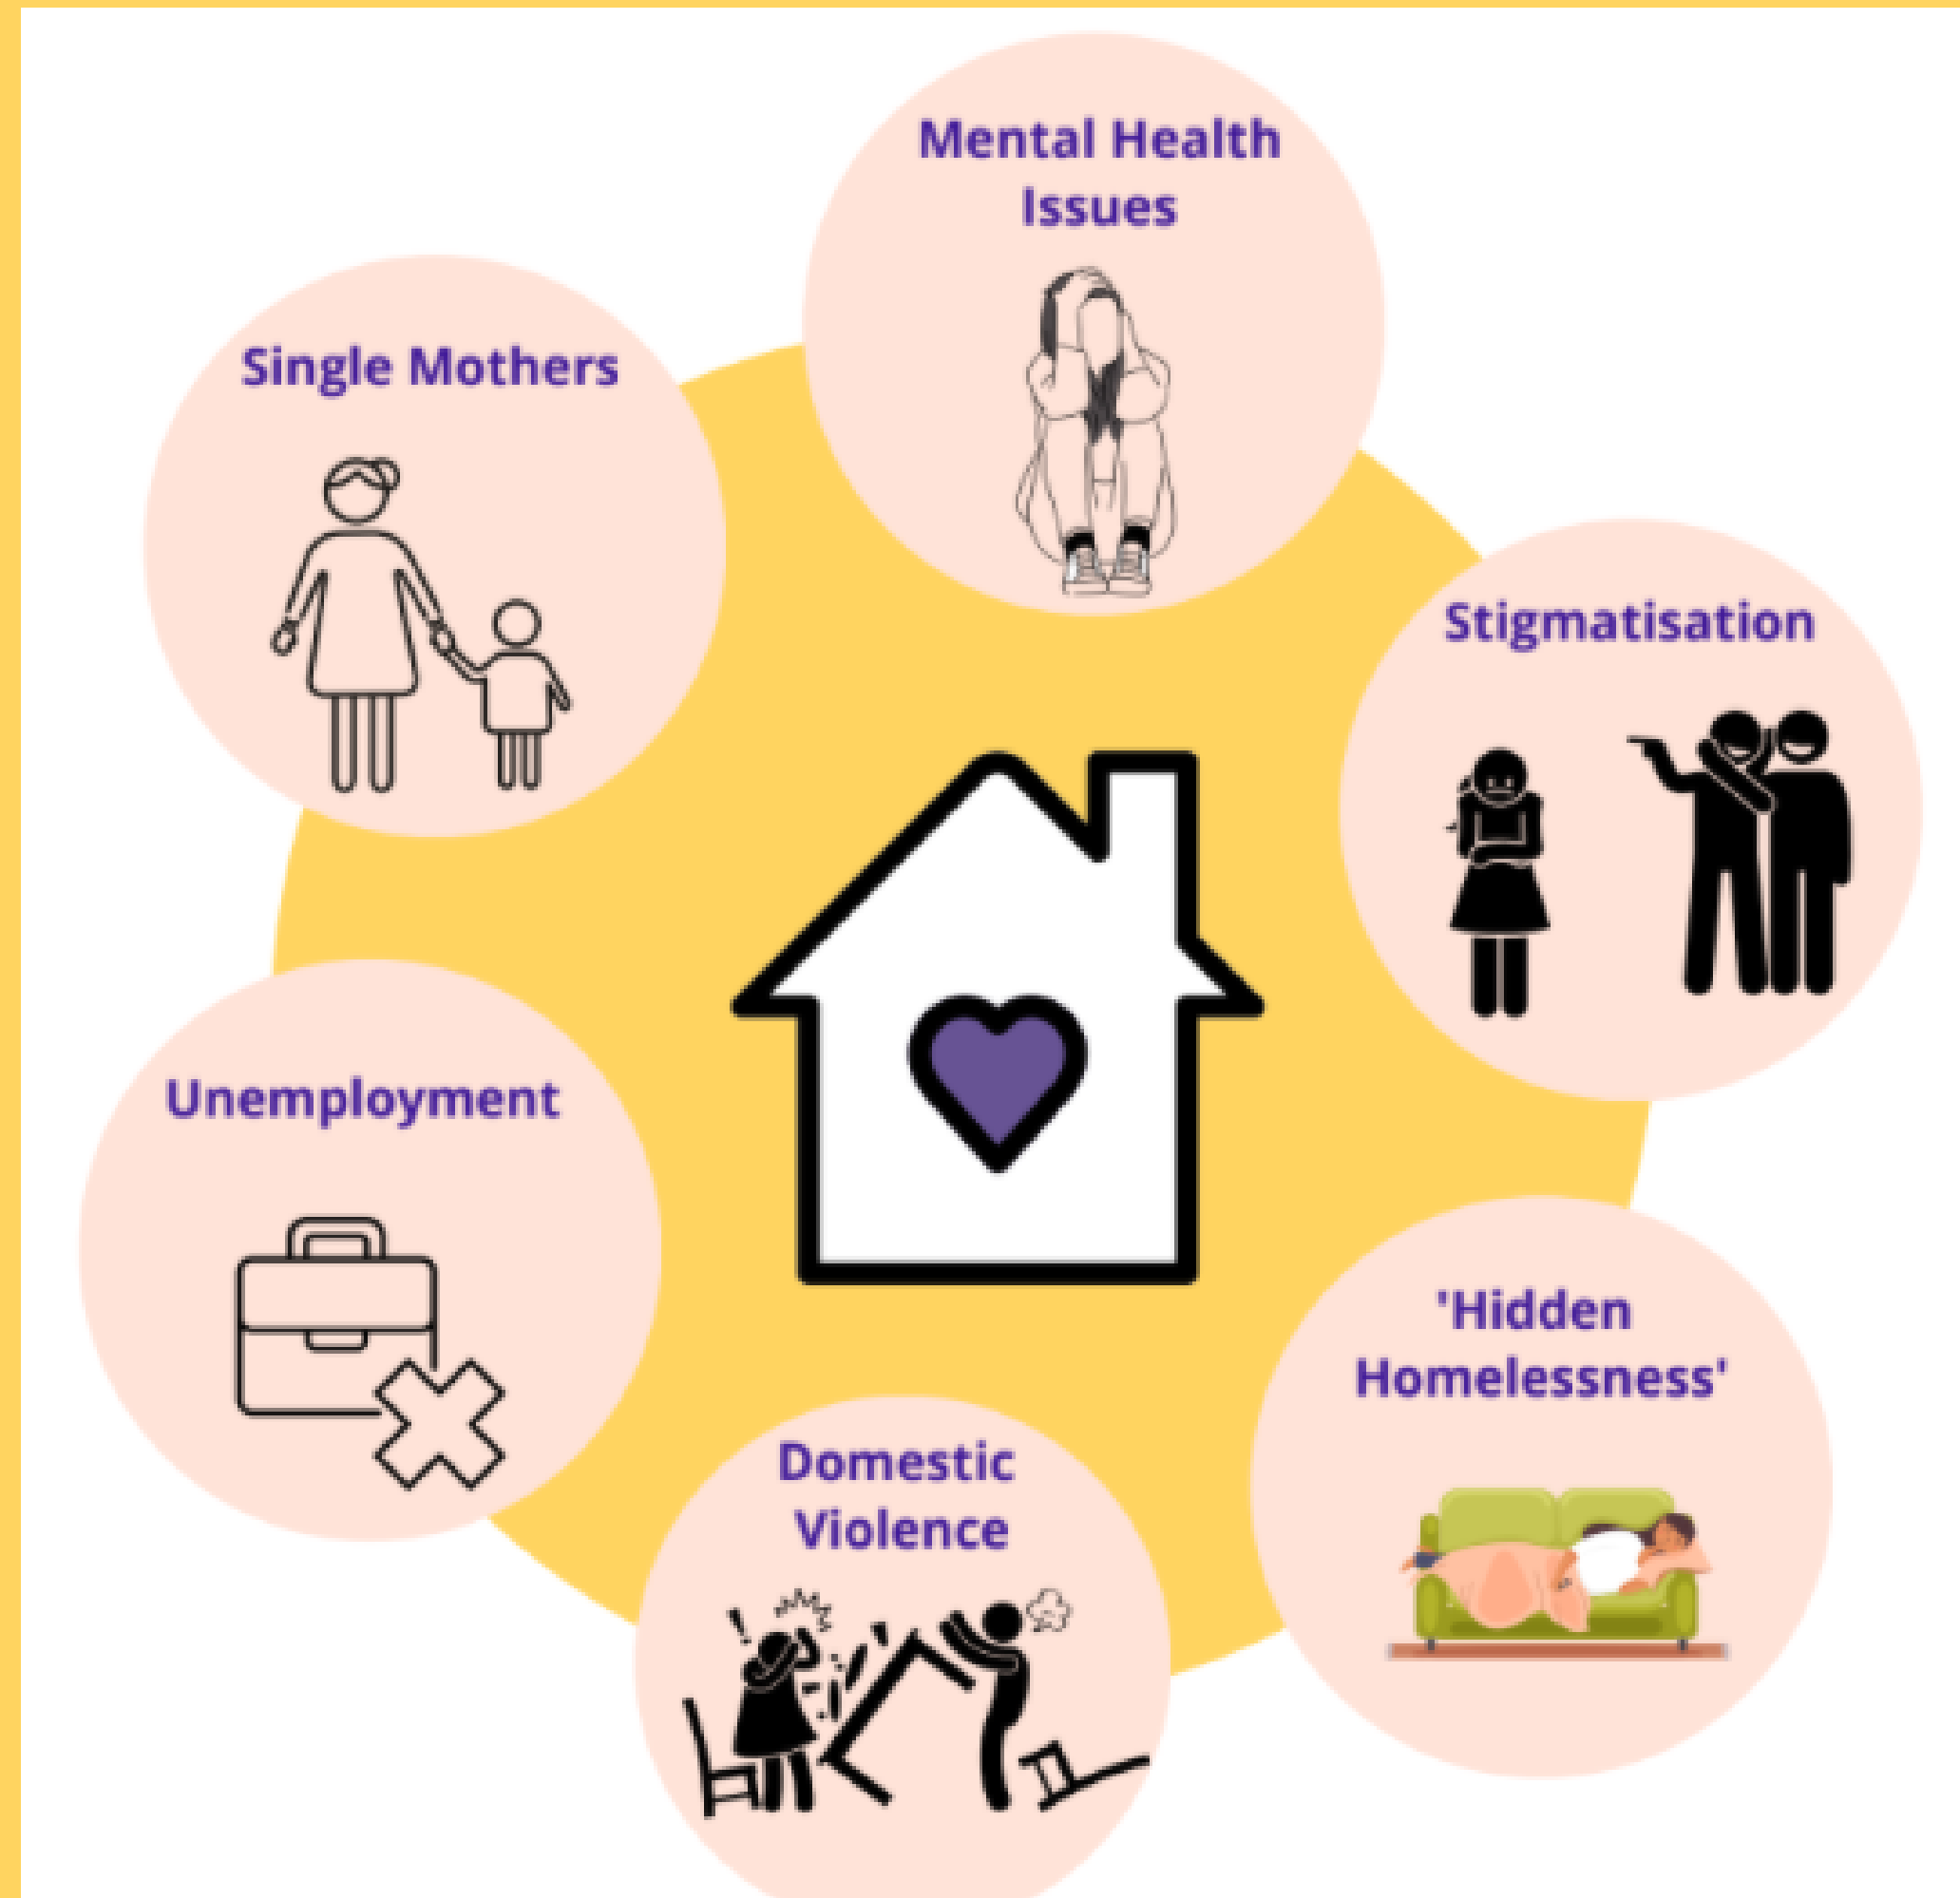 Mental Health
Issues
Single Mothers
Stigmatisation
Unemployment
'Hidden
Homelessness'
Domestic
Violence